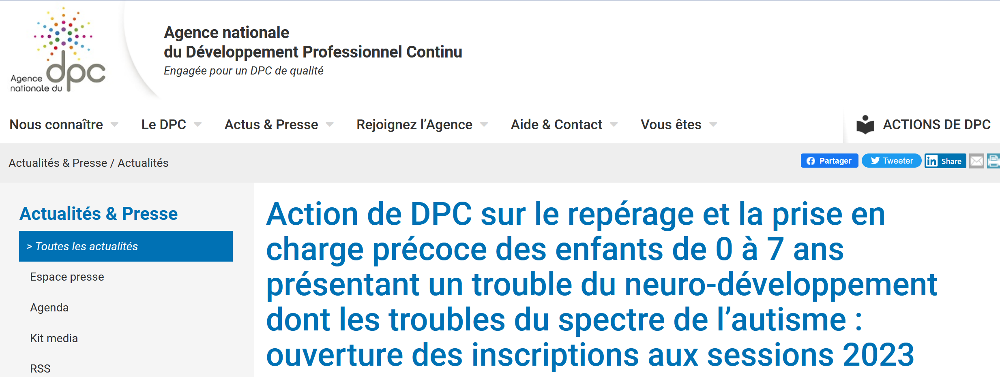 Agence
nationale du
dpc
Agence nationale
du Développement Professionnel Continu
Engagée pour un DPC de qualité
Nous connaître
Le DPC
Actus & Presse
Rejoignez l’Agence
Aide & Contact
Vous êtes
ACTIONS DE DPC
Actualités & Presse / Actualités
Partager
Tweeter
in Share
Actualités & Presse
> Toutes les actualités
Espace presse
Agenda
Kit media
RSS
Action de DPC sur le repérage et la prise en
charge précoce des enfants de 0 à 7 ans
présentant un trouble du neuro-développement
dont les troubles du spectre de l’autisme :
ouverture des inscriptions aux sessions 2023